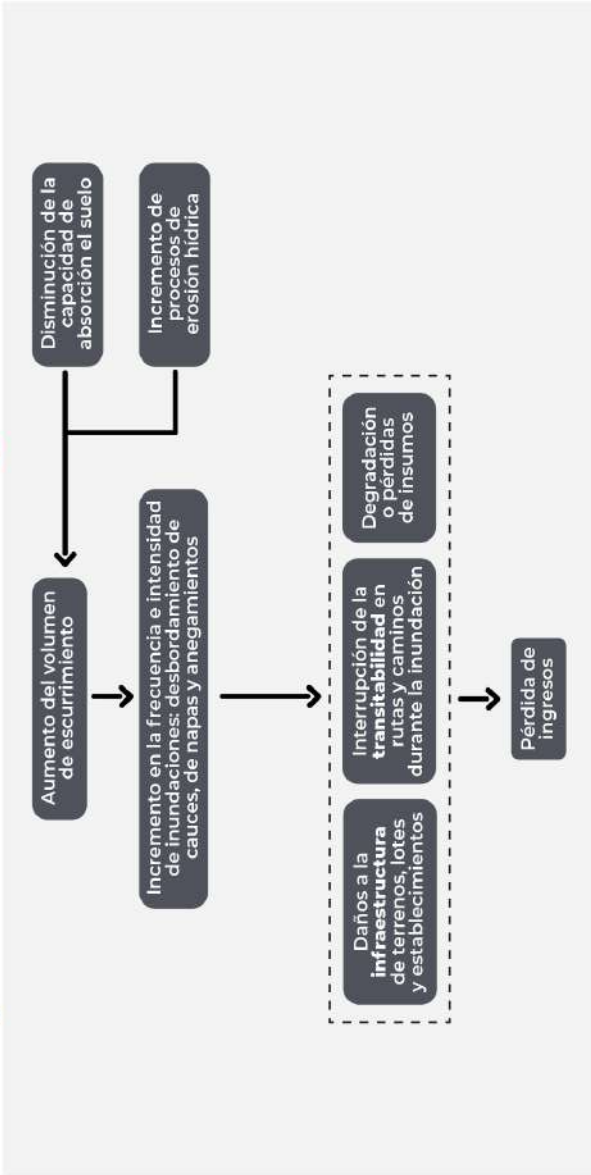 Disminución de la
capacidad de
absorción el suelo
Incremento de
procesos de
erosión hídrica
Aumento del volumen
de escurrimiento
Incremento en la frecuencia e intensidad
de inundaciones: desbordamiento de
cauces, de napas y anegamientos
Daños a la
infraestructura
de terrenos, lotes
y establecimientos
Interrupción de la
transitabilidad en
rutas y caminos
durante la inundación
Degradación
o pérdidas
de insumos
Pérdida de
ingresos